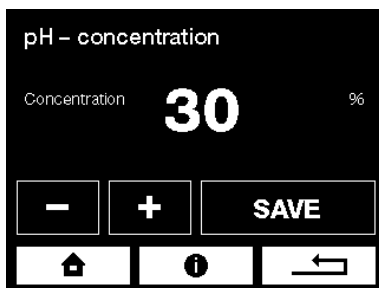 pH – concentration
Concentration 30 %
– + SAVE